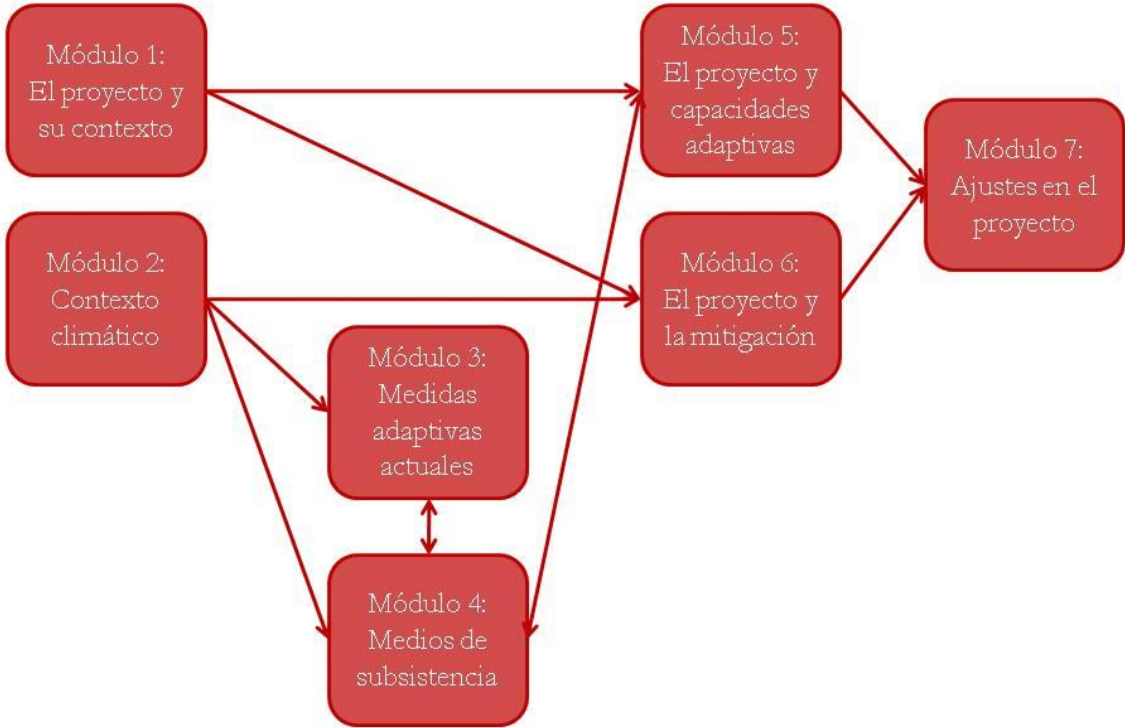 Módulo 1:
El proyecto y
su contexto
Módulo 2:
Contexto
climático
Módulo 3:
Medidas
adaptivas
actuales
Módulo 4:
Medios de
subsistencia
Módulo 5:
El proyecto y
capacidades
adaptivas
Módulo 6:
El proyecto y
la mitigación
Módulo 7:
Ajustes en el
proyecto